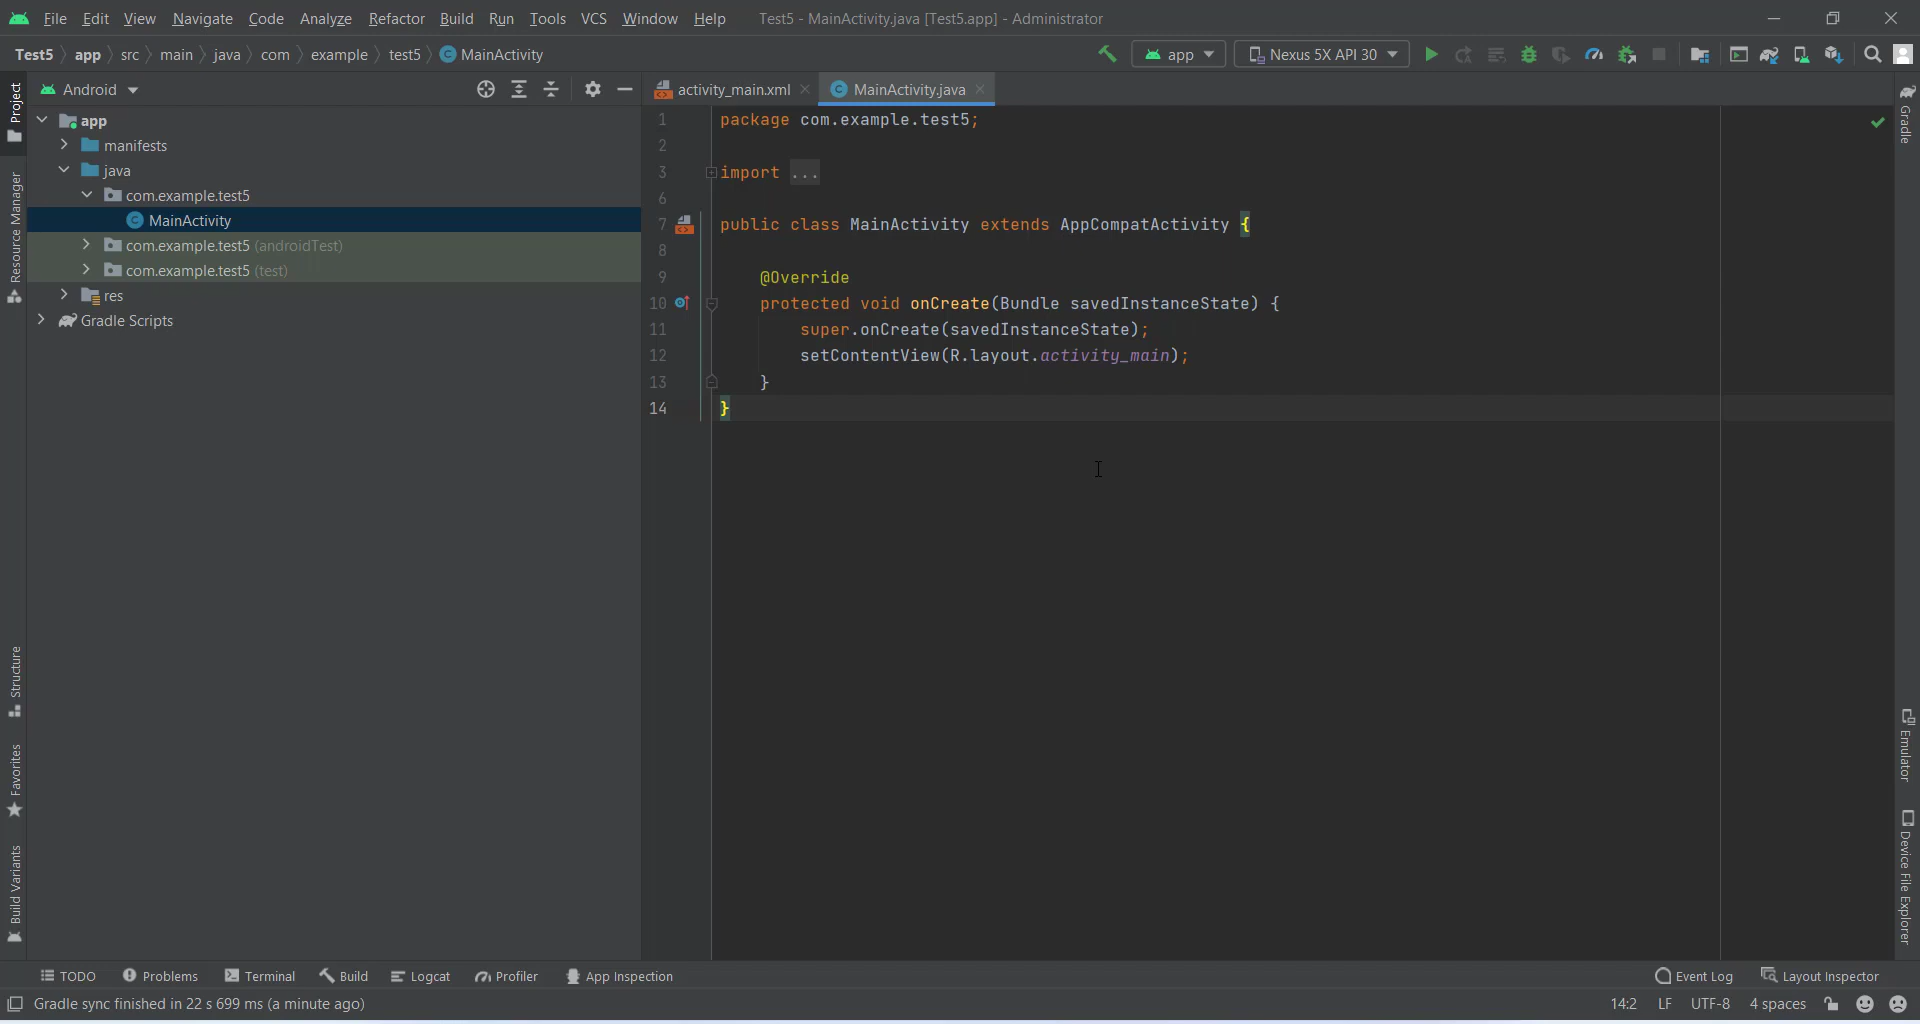 File Edit View Navigate Code Analyze Refactor Build Run Tools VCS Window Help Test5 - MainActivity.java [Test5.app] - Administrator
Test5 app src main java com example test5 MainActivity app Nexus 5X API 30
Project
Resource Manager
Structure
Favorites
Build Variants
Android
app
manifests
java
com.example.test5
MainActivity
com.example.test5 (androidTest)
com.example.test5 (test)
res
Gradle Scripts
activity_main.xml MainActivity.java
1 package com.example.test5;
2
3 import ...
6
7 public class MainActivity extends AppCompatActivity {
8
9 @Override
10 protected void onCreate(Bundle savedInstanceState) {
11 super.onCreate(savedInstanceState);
12 setContentView(R.layout.activity_main);
13 }
14 }
Gradle
Emulator
Device File Explorer
TODO Problems Terminal Build Logcat Profiler App Inspection Event Log Layout Inspector
Gradle sync finished in 22 s 699 ms (a minute ago) 14:2 LF UTF-8 4 spaces